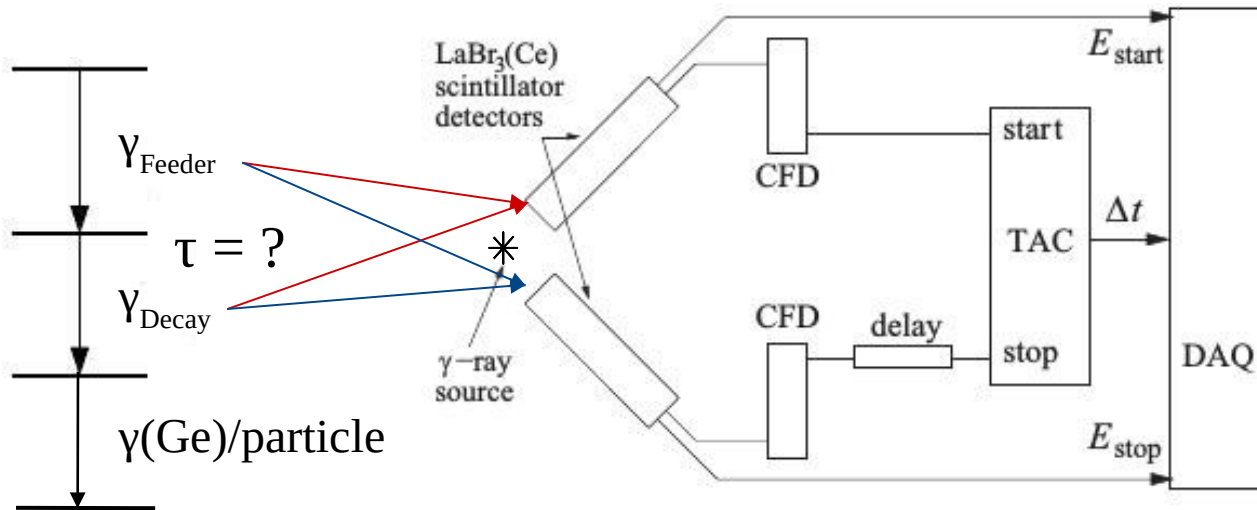 γFeeder
τ = ?
γDecay
γ(Ge)/particle
LaBr3(Ce)
scintillator
detectors
γ−ray
source
CFD
CFD
delay
start
TAC
stop
Δt
Estart
DAQ
Estop